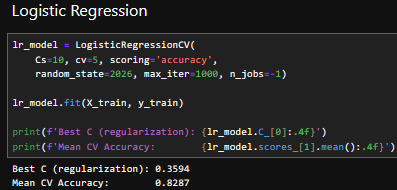 Logistic Regression
lr_model = LogisticRegressionCV(
    Cs=10, cv=5, scoring='accuracy',
    random_state=2026, max_iter=1000, n_jobs=-1)
lr_model.fit(X_train, y_train)
print(f'Best C (regularization): {lr_model.C_[0]:.4f}')
print(f'Mean CV Accuracy:        {lr_model.scores_[1].mean():.4f}')
Best C (regularization): 0.3594
Mean CV Accuracy:        0.8287